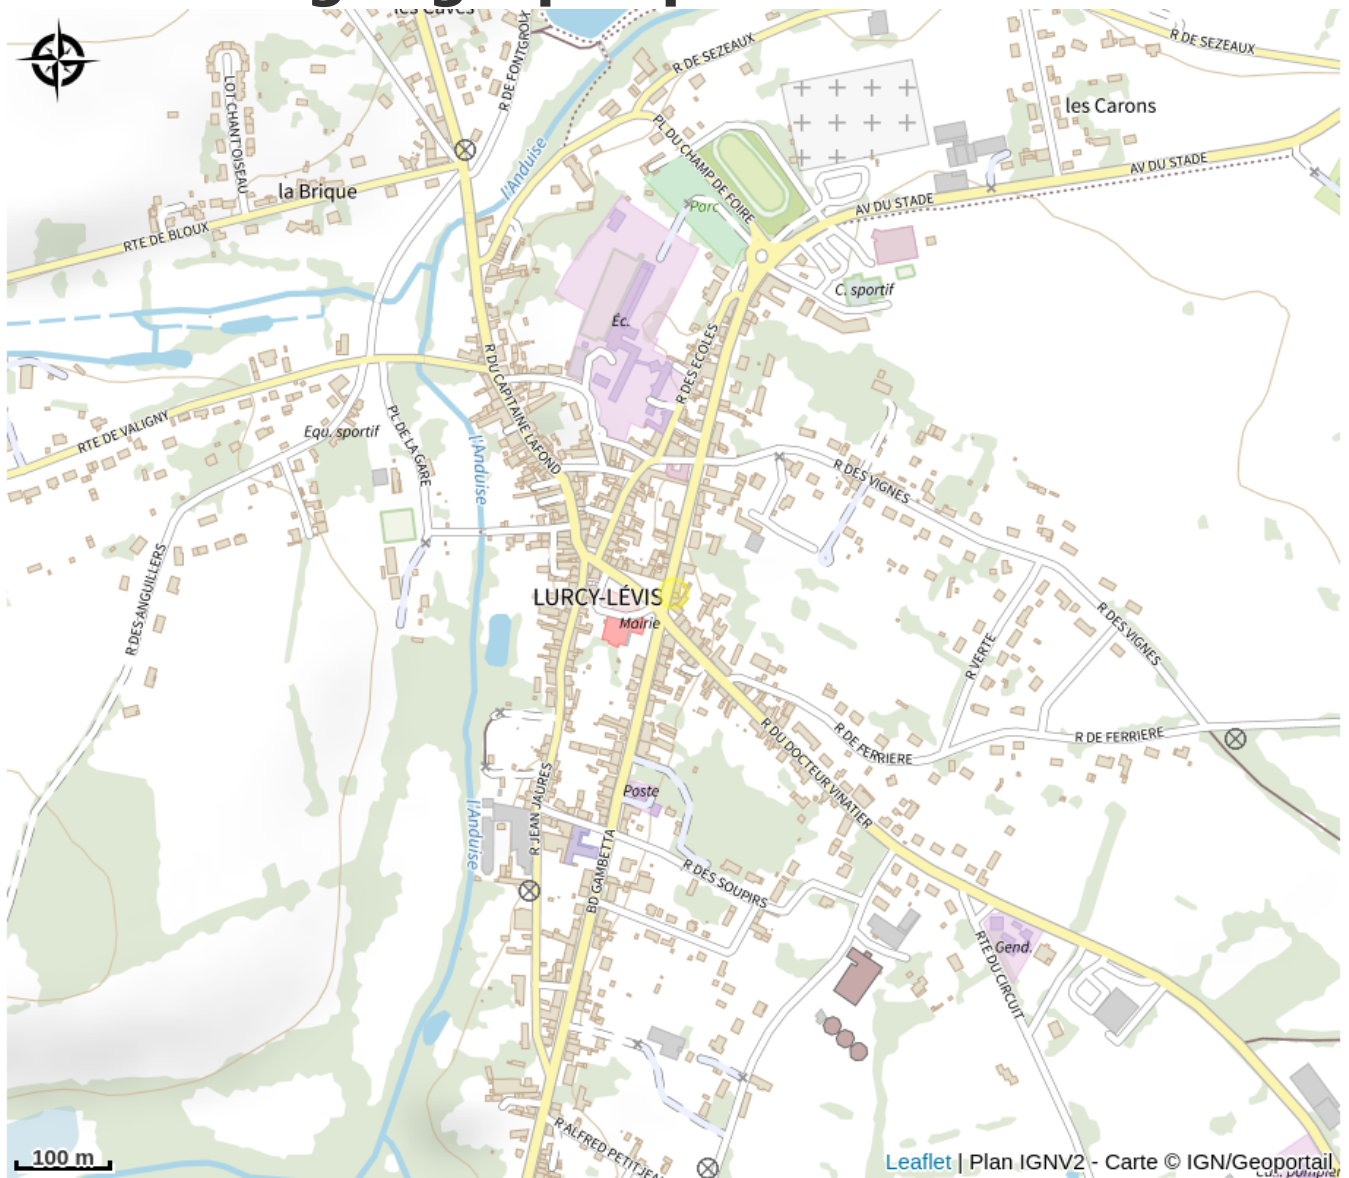 les Caves
R DE FONTGROU
R DE SEZEAUX
R DE SEZEAUX
LOT CHANT OISEAU
les Carons
PL DU CHAMP DE FOIRE
l'Anduise
AV DU STADE
la Brique
Parc
AV DU STADE
RTE DE BLOUX
C. sportif
Éc.
R DES ECOLES
R DU CAPITAINE LAFOND
RTE DE VALIGNY
PL DE LA GARE
Equ. sportif
l'Anduise
R DES VIGNES
R DES ANGUILLERS
LURCY-LÉVIS
Mairie
R DES VIGNES
R VERTE
R DE FERRIERE
R DE FERRIERE
R DU DOCTEUR VINATIER
R JEAN JAURES
Poste
l'Anduise
BD GAMBETTA
R DES SOUPIRS
Gend.
RTE DU CIRCUIT
R ALFRED PETITJEA
100 m
Leaflet | Plan IGNV2 - Carte © IGN/Geoportail